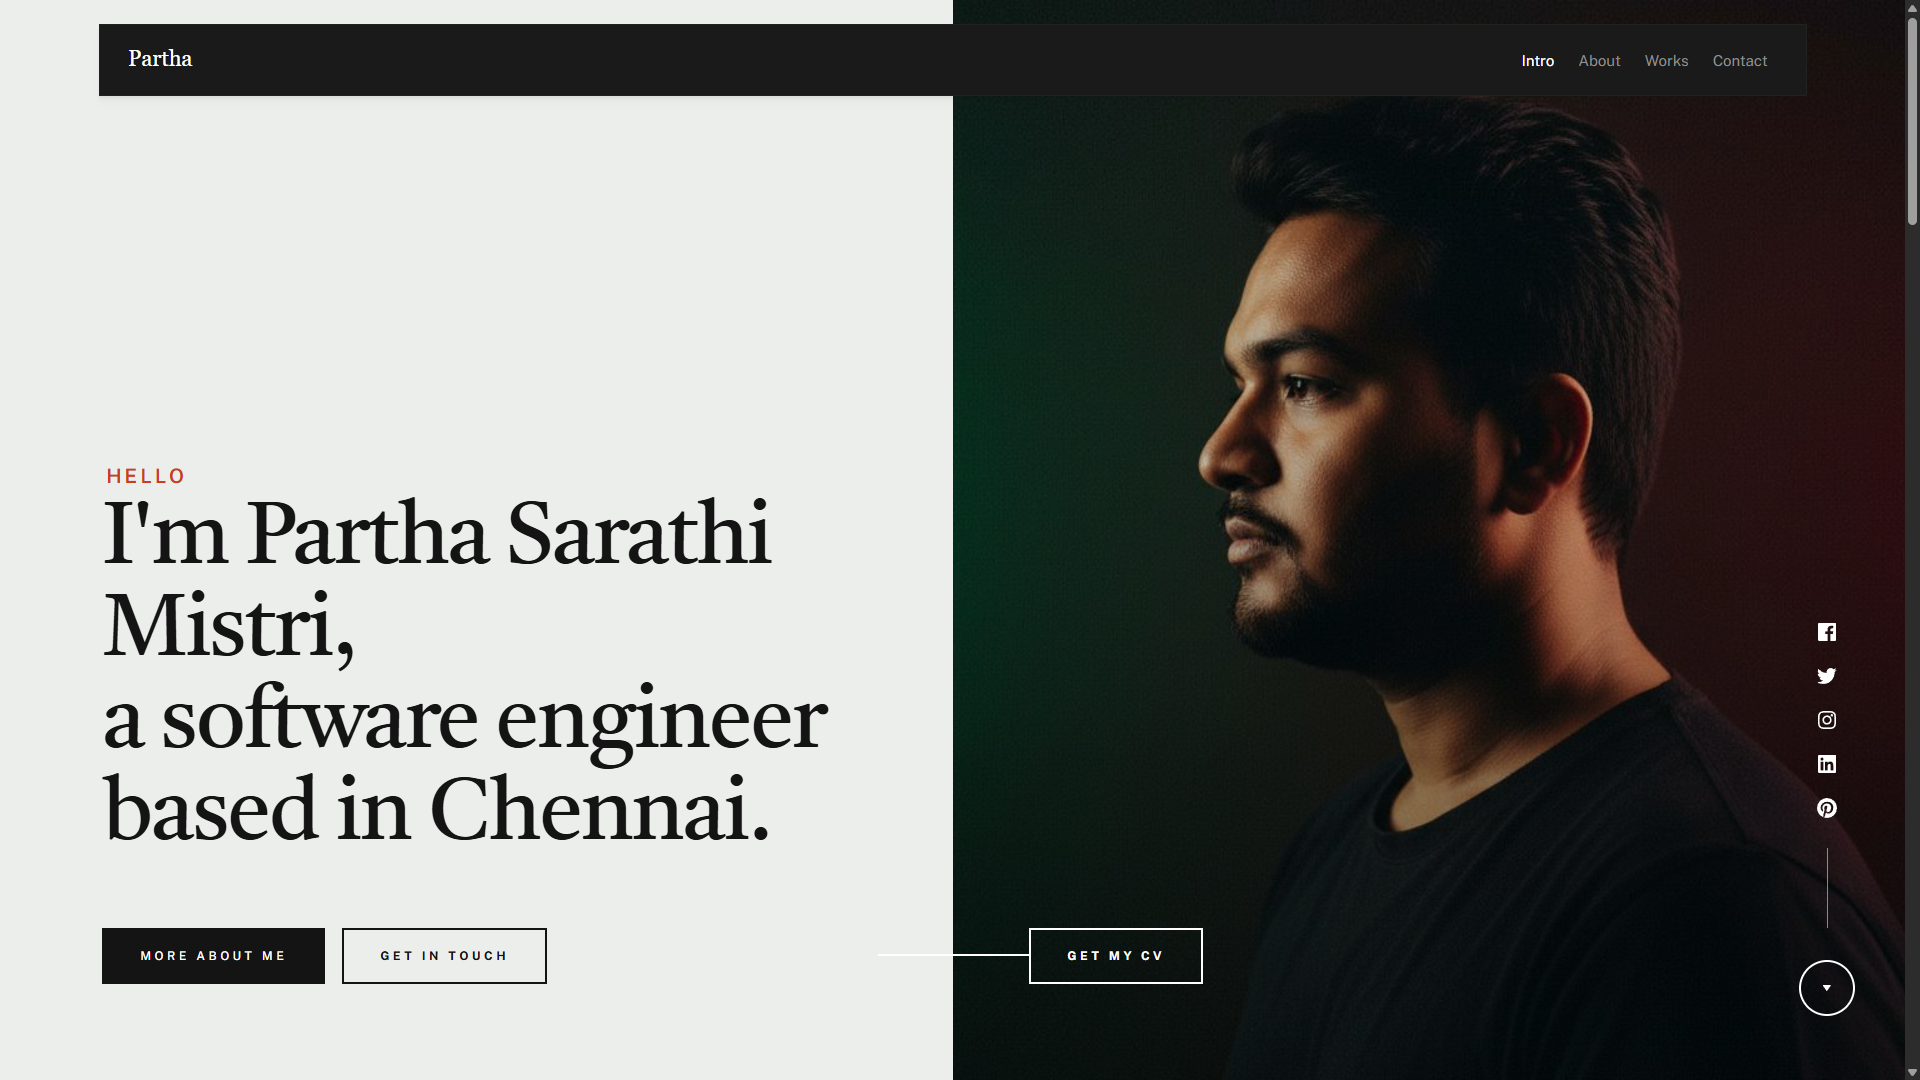 Partha
Intro About Works Contact
HELLO
I'm Partha Sarathi
Mistri,
a software engineer
based in Chennai.
MORE ABOUT ME
GET IN TOUCH
GET MY CV